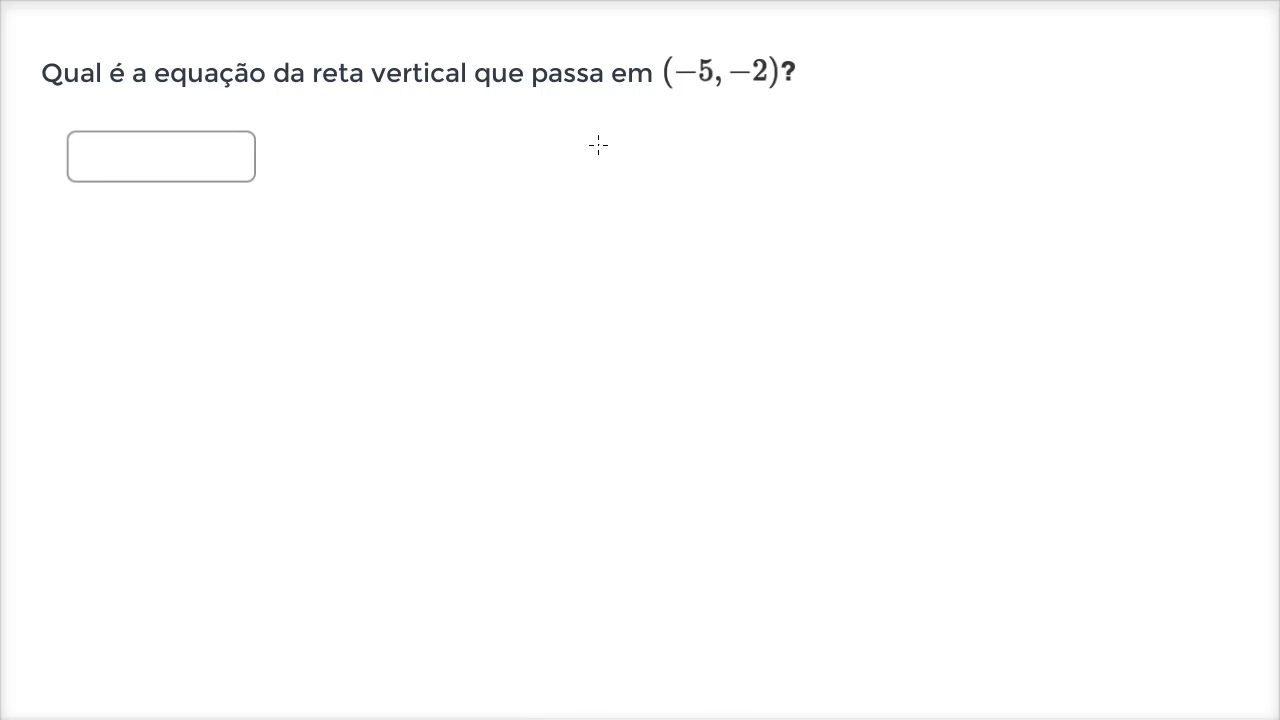 Qual é a equação da reta vertical que passa em (−5, −2)?